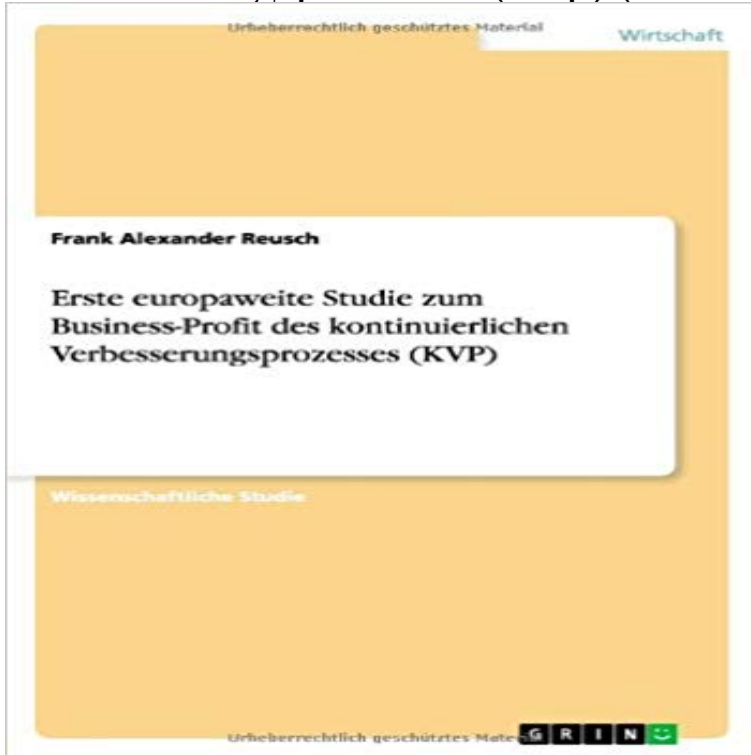 Urheberrechtlich geschütztes Material
Wirtschaft
Frank Alexander Reusch
Erste europaweite Studie zum
Business-Profit des kontinuierlichen
Verbesserungsprozesses (KVP)
Wissenschaftliche Studie
Urheberrechtlich geschütztes Mate
GRIN